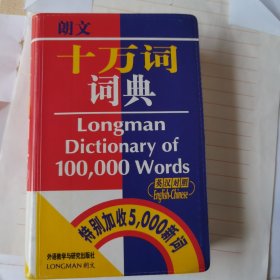 朗文
十万词
词典
Longman
Dictionary of
100,000 Words
英汉对照
English-Chinese
特别加收5,000新词
外语教学与研究出版社
LONGMAN 朗文